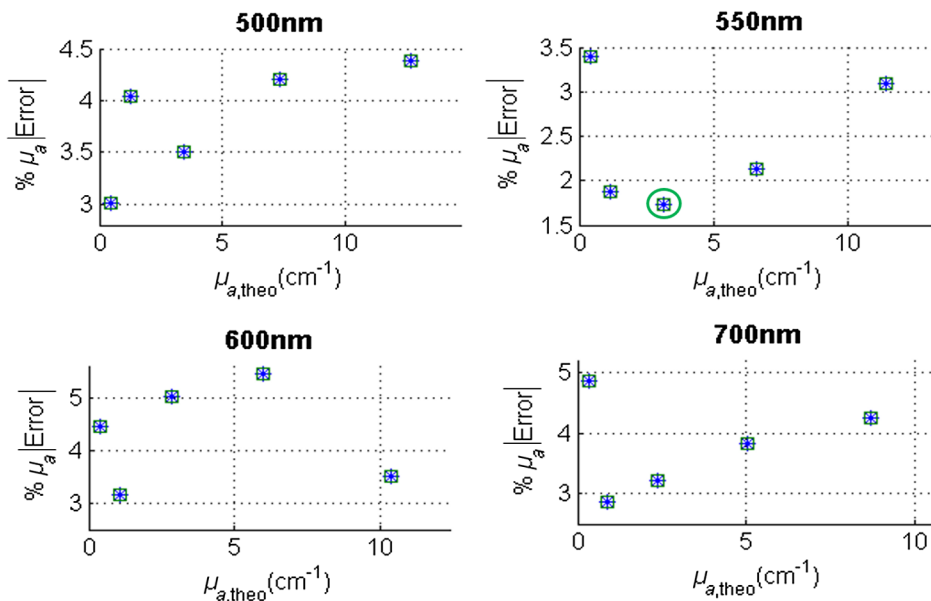 500nm
4.5
4
3.5
3
0 5 10
% μa|Error|
μa,theo(cm⁻¹)
550nm
3.5
3
2.5
2
1.5
0 5 10
% μa|Error|
μa,theo(cm⁻¹)
600nm
5
4
3
0 5 10
% μa|Error|
μa,theo(cm⁻¹)
700nm
5
4
3
0 5 10
% μa|Error|
μa,theo(cm⁻¹)